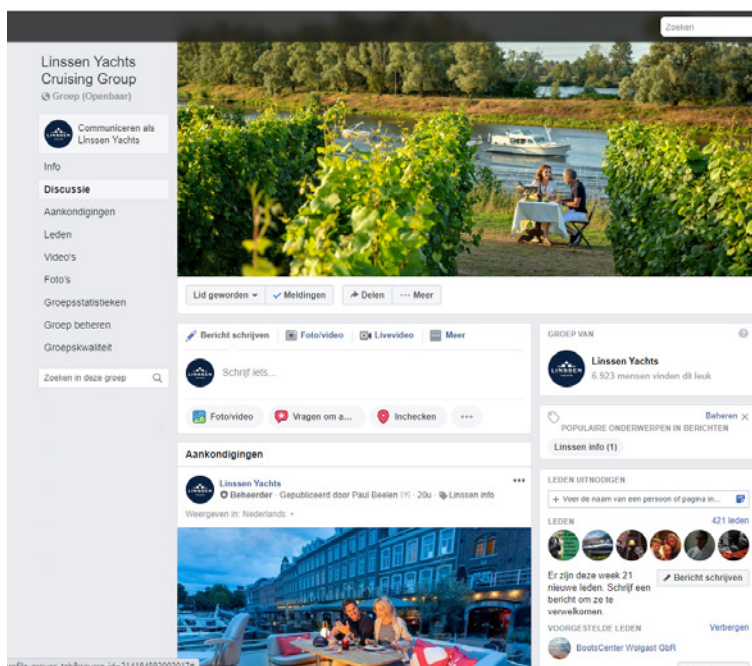 Zoeken
Linssen Yachts
Cruising Group
Groep (Openbaar)
LINSSEN
Communiceren als
Linssen Yachts
Info
Discussie
Aankondigingen
Leden
Video's
Foto's
Groepsstatistieken
Groep beheren
Groepskwaliteit
Zoeken in deze groep
Lid geworden
Meldingen
Delen
··· Meer
Bericht schrijven
Foto/video
Livevideo
Meer
LINSSEN
Schrijf iets...
Foto/video
Vragen om a...
Inchecken
···
Aankondigingen
LINSSEN
Linssen Yachts
Beheerder · Gepubliceerd door Paul Beelen [?] · 20u · Linssen info
Weergeven in: Nederlands
GROEP VAN
LINSSEN
Linssen Yachts
6.923 mensen vinden dit leuk
Beheren ×
POPULAIRE ONDERWERPEN IN BERICHTEN
Linssen info (1)
LEDEN UITNODIGEN
+ Voer de naam van een persoon of pagina in...
LEDEN
421 leden
Er zijn deze week 21
nieuwe leden. Schrijf een
bericht om ze te
verwelkomen.
Bericht schrijven
VOORGESTELDE LEDEN
Verbergen
BootsCenter Wolgast GbR